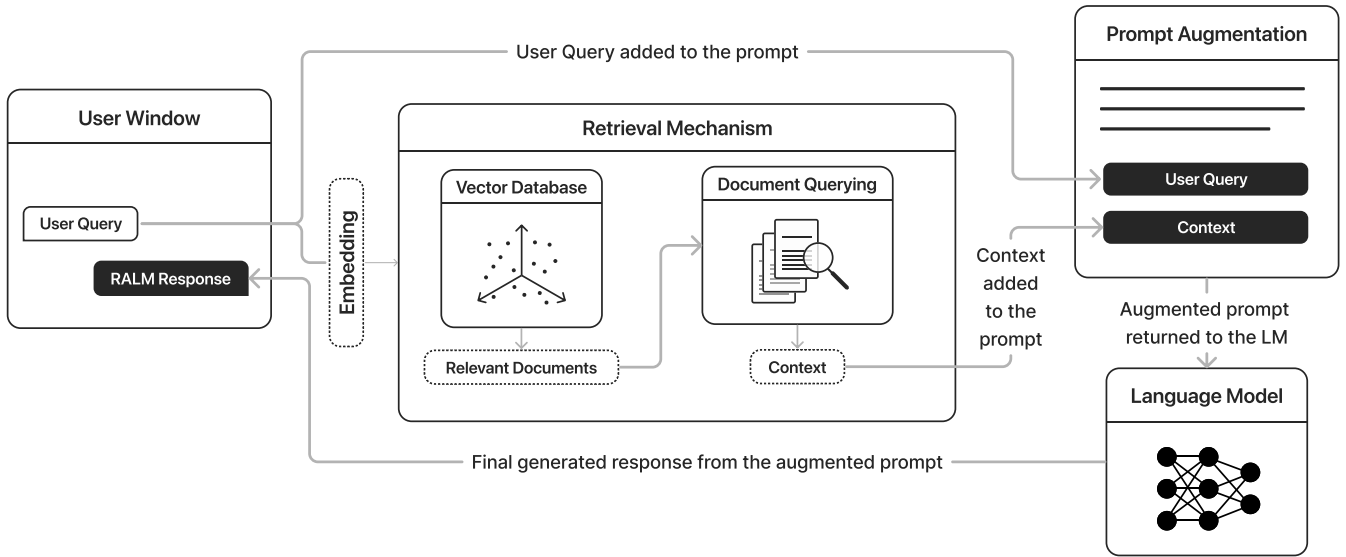 Prompt Augmentation
User Query added to the prompt
User Window
Retrieval Mechanism
Vector Database
Document Querying
User Query
Context
User Query
RALM Response
Embedding
Context
added
to the
prompt
Augmented prompt
returned to the LM
Relevant Documents
Context
Language Model
Final generated response from the augmented prompt